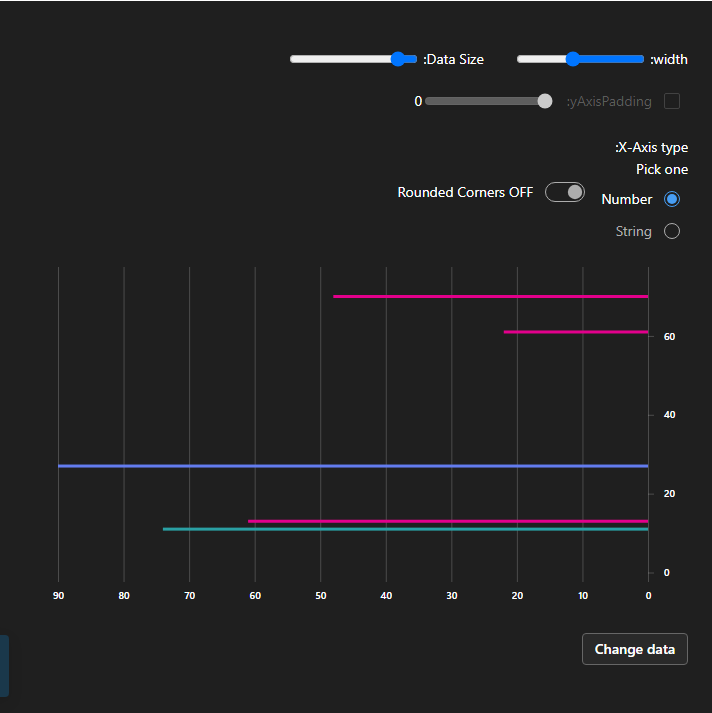 width:
Data Size:
yAxisPadding:
0
X-Axis type:
Pick one
Number
Rounded Corners OFF
String
60
40
20
0
90 80 70 60 50 40 30 20 10 0
Change data